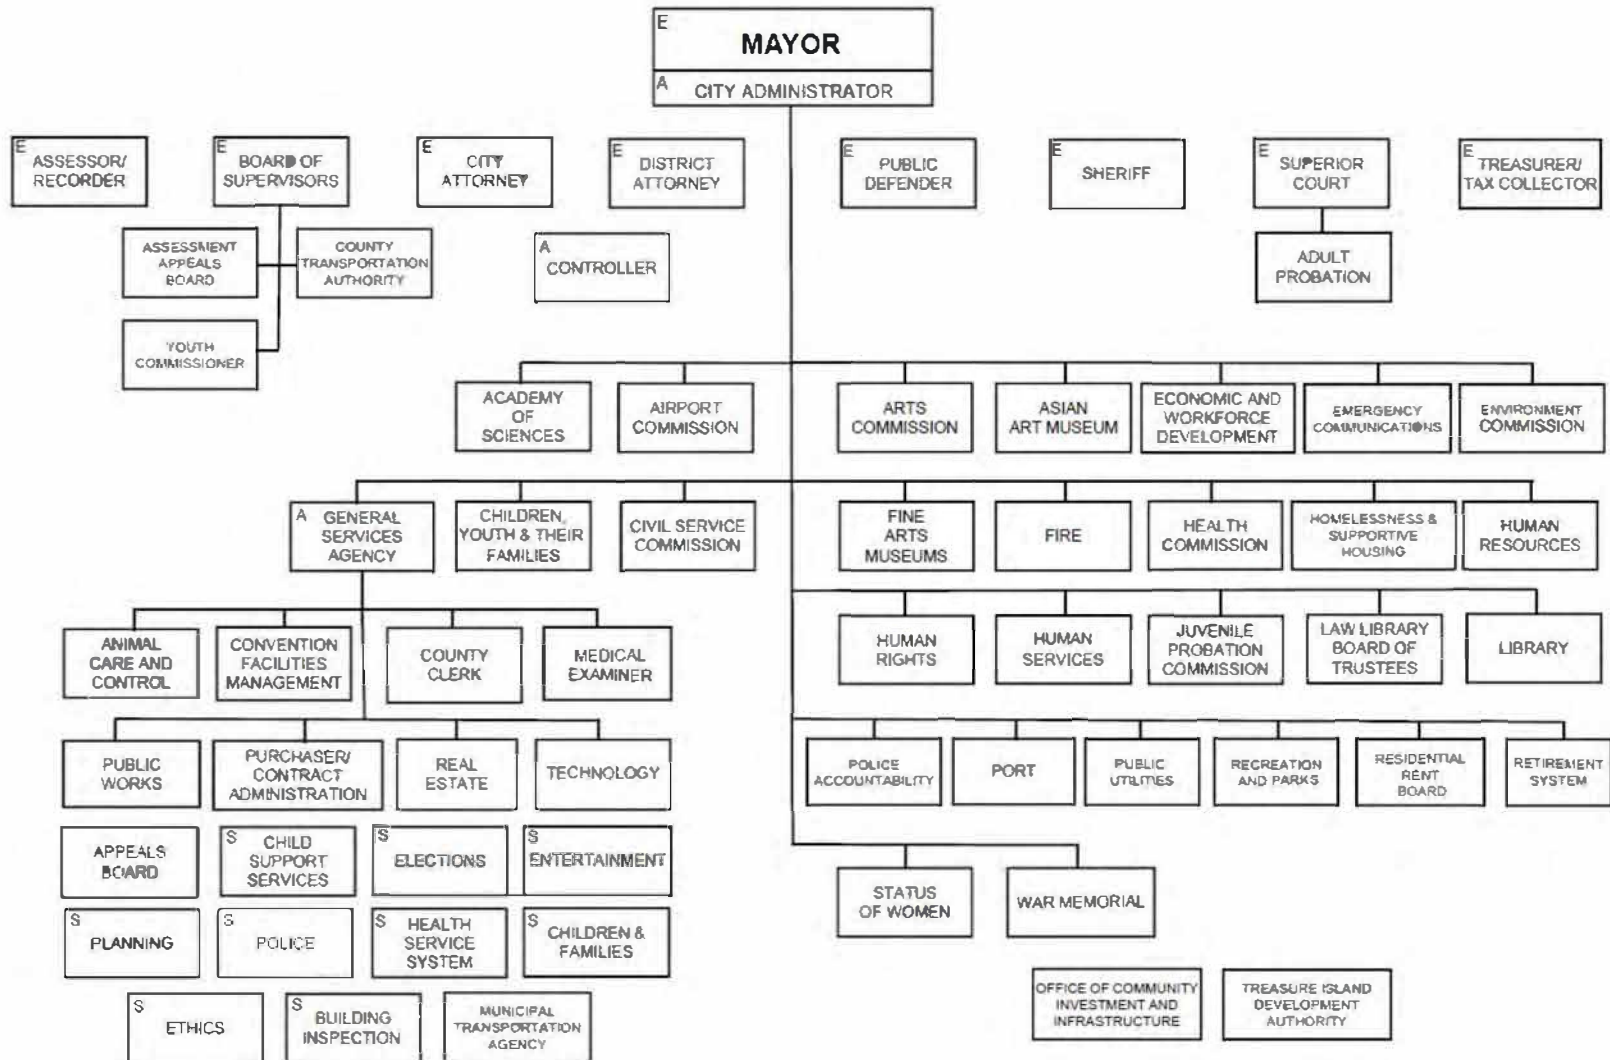 E
MAYOR
A
CITY ADMINISTRATOR
E
ASSESSOR/
RECORDER
E
BOARD OF
SUPERVISORS
E
CITY
ATTORNEY
E
DISTRICT
ATTORNEY
E
PUBLIC
DEFENDER
E
SHERIFF
E
SUPERIOR
COURT
E
TREASURER/
TAX COLLECTOR
ASSESSMENT
APPEALS
BOARD
COUNTY
TRANSPORTATION
AUTHORITY
A
CONTROLLER
ADULT
PROBATION
YOUTH
COMMISSIONER
ACADEMY
OF
SCIENCES
AIRPORT
COMMISSION
ARTS
COMMISSION
ASIAN
ART MUSEUM
ECONOMIC AND
WORKFORCE
DEVELOPMENT
EMERGENCY
COMMUNICATIONS
ENVIRONMENT
COMMISSION
A
GENERAL
SERVICES
AGENCY
CHILDREN,
YOUTH & THEIR
FAMILIES
CIVIL SERVICE
COMMISSION
FINE
ARTS
MUSEUMS
FIRE
HEALTH
COMMISSION
HOMELESSNESS &
SUPPORTIVE
HOUSING
HUMAN
RESOURCES
ANIMAL
CARE AND
CONTROL
CONVENTION
FACILITIES
MANAGEMENT
COUNTY
CLERK
MEDICAL
EXAMINER
HUMAN
RIGHTS
HUMAN
SERVICES
JUVENILE
PROBATION
COMMISSION
LAW LIBRARY
BOARD OF
TRUSTEES
LIBRARY
PUBLIC
WORKS
PURCHASER/
CONTRACT
ADMINISTRATION
REAL
ESTATE
TECHNOLOGY
POLICE
ACCOUNTABILITY
PORT
PUBLIC
UTILITIES
RECREATION
AND PARKS
RESIDENTIAL
RENT
BOARD
RETIREMENT
SYSTEM
APPEALS
BOARD
S
CHILD
SUPPORT
SERVICES
S
ELECTIONS
S
ENTERTAINMENT
STATUS
OF WOMEN
WAR MEMORIAL
S
PLANNING
S
POLICE
S
HEALTH
SERVICE
SYSTEM
S
CHILDREN &
FAMILIES
OFFICE OF COMMUNITY
INVESTMENT AND
INFRASTRUCTURE
TREASURE ISLAND
DEVELOPMENT
AUTHORITY
S
ETHICS
S
BUILDING
INSPECTION
MUNICIPAL
TRANSPORTATION
AGENCY